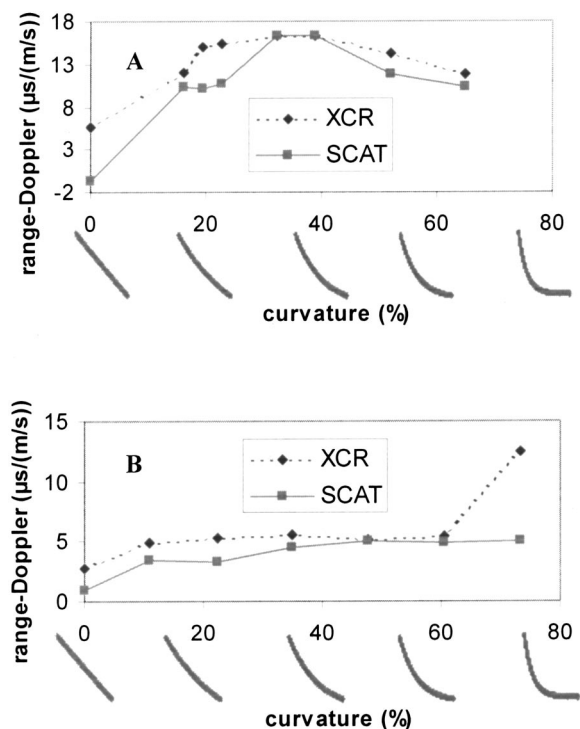 range-Doppler (µs/(m/s))
18
13
8
3
-2
A
XCR
SCAT
0 20 40 60 80
curvature (%)
range-Doppler (µs/(m/s))
15
10
5
0
B
XCR
SCAT
0 20 40 60 80
curvature (%)